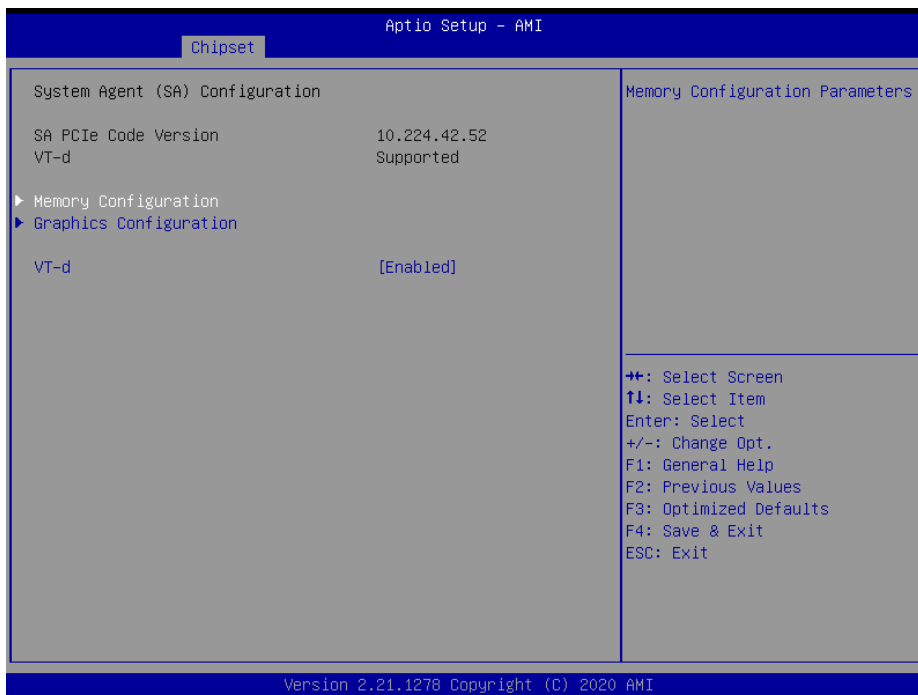 Aptio Setup – AMI
Chipset
System Agent (SA) Configuration
SA PCIe Code Version 10.224.42.52
VT-d Supported
▶ Memory Configuration
▶ Graphics Configuration
VT-d [Enabled]
Memory Configuration Parameters
→←: Select Screen
↑↓: Select Item
Enter: Select
+/-: Change Opt.
F1: General Help
F2: Previous Values
F3: Optimized Defaults
F4: Save & Exit
ESC: Exit
Version 2.21.1278 Copyright (C) 2020 AMI